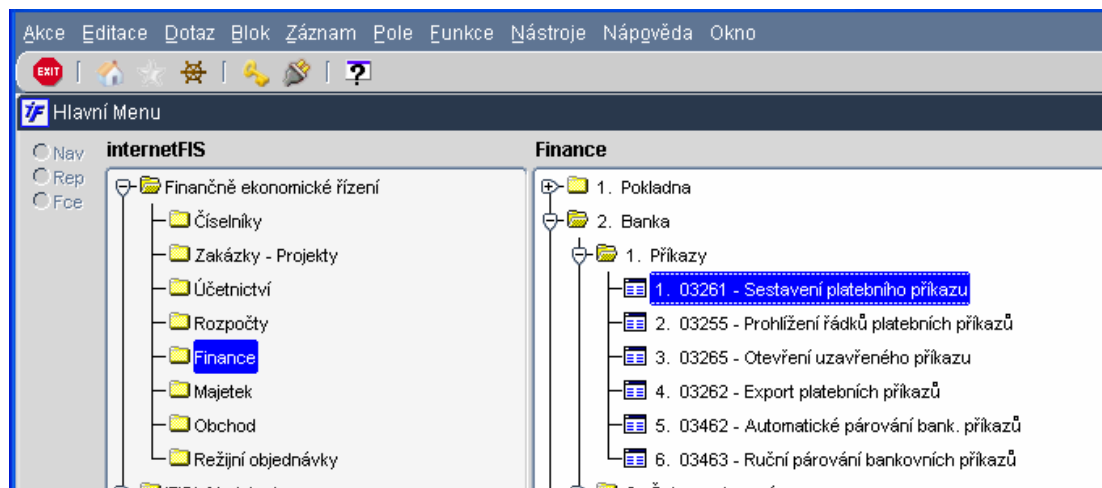 Akce Editace Dotaz Blok Záznam Pole Funkce Nástroje Nápověda Okno
EXIT
iF Hlavní Menu
Nav
Rep
Fce
internetFIS
Finančně ekonomické řízení
Číselníky
Zakázky - Projekty
Účetnictví
Rozpočty
Finance
Majetek
Obchod
Režijní objednávky
Finance
1. Pokladna
2. Banka
1. Příkazy
1. 03261 - Sestavení platebního příkazu
2. 03255 - Prohlížení řádků platebních příkazů
3. 03265 - Otevření uzavřeného příkazu
4. 03262 - Export platebních příkazů
5. 03462 - Automatické párování bank. příkazů
6. 03463 - Ruční párování bankovních příkazů